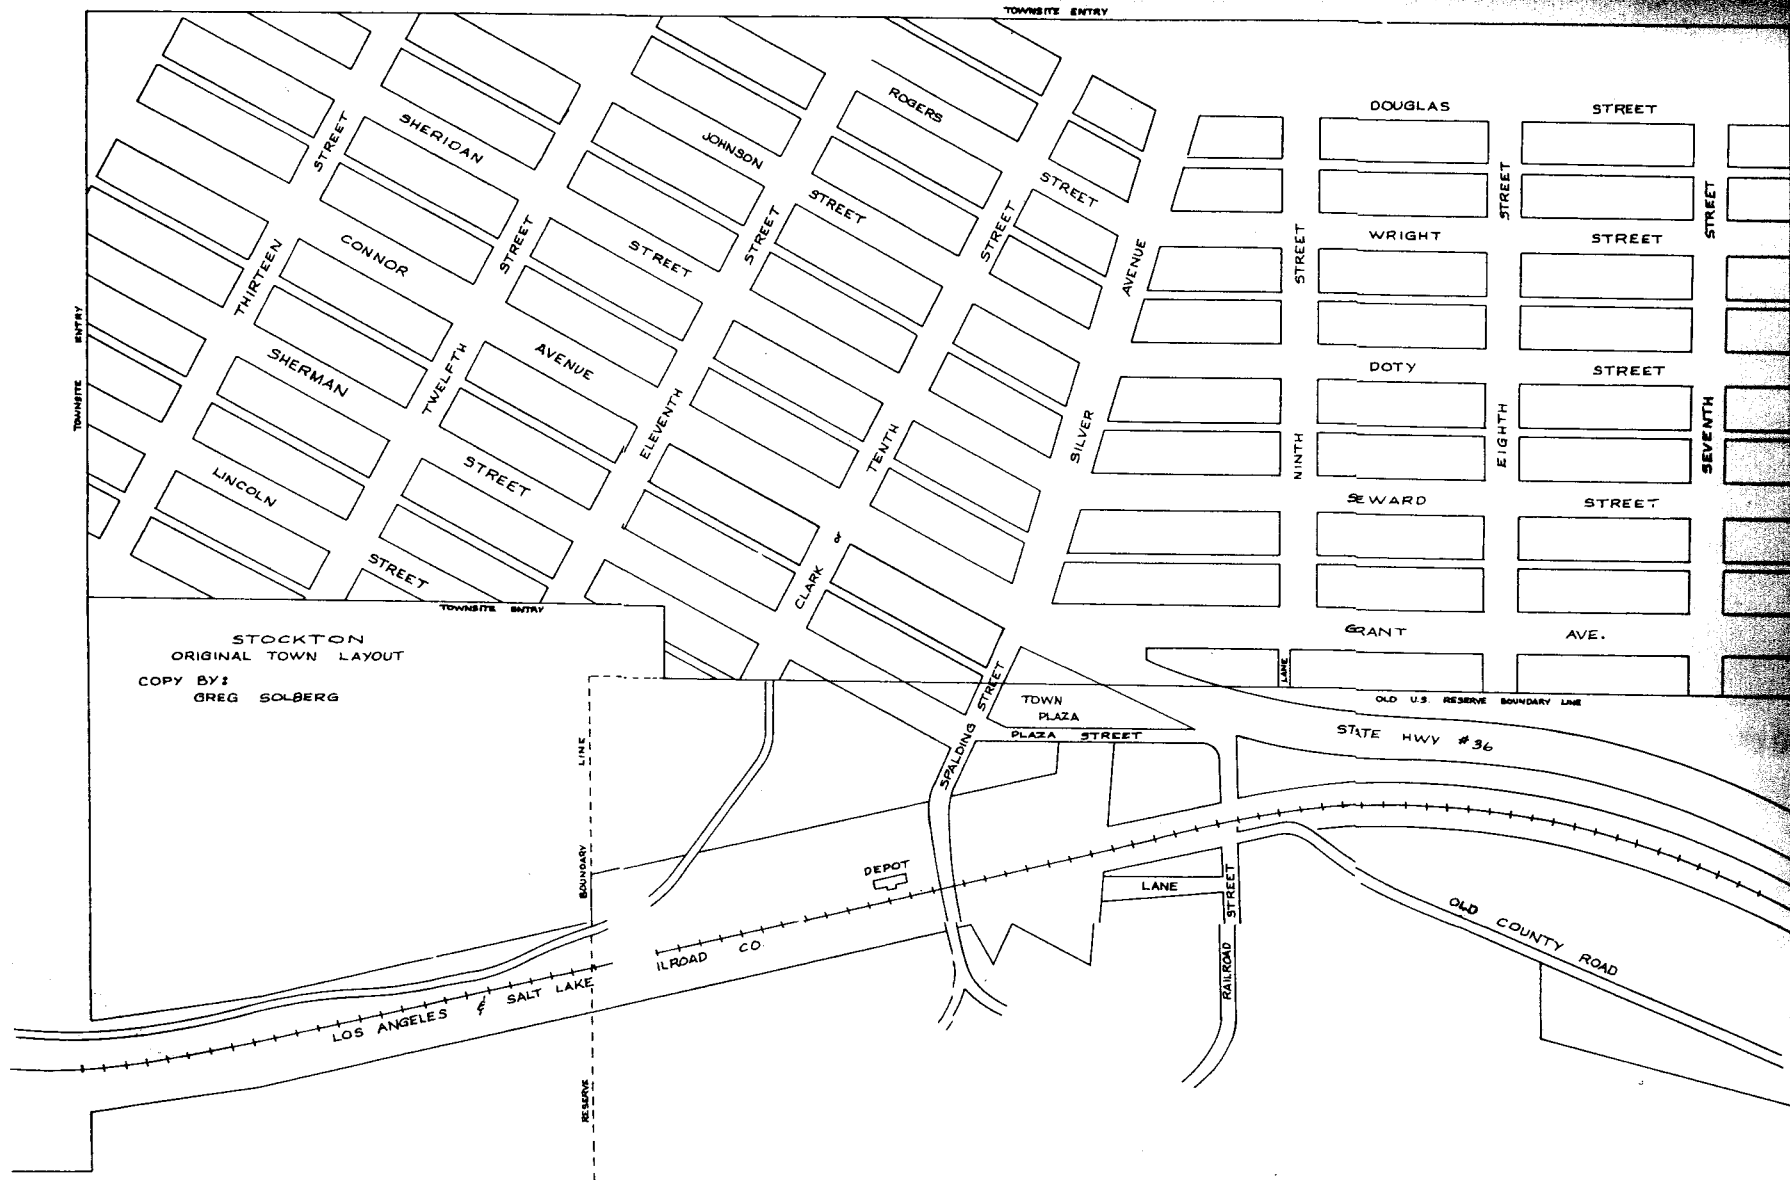 TOWNSITE ENTRY
DOUGLAS STREET
ROGERS STREET
SHERIDAN STREET
JOHNSON STREET
STREET
WRIGHT STREET
CONNOR AVENUE
THIRTEEN STREET
TWELFTH STREET
ELEVENTH STREET
TENTH STREET
SILVER AVENUE
NINTH STREET
EIGHTH STREET
SEVENTH STREET
TOWNSITE ENTRY
SHERMAN STREET
DOTY STREET
LINCOLN STREET
SEWARD STREET
CLARK &
SPALDING STREET
TOWNSITE ENTRY
GRANT AVE.
LANE
STOCKTON
ORIGINAL TOWN LAYOUT
COPY BY:
GREG SOLBERG
OLD U.S. RESERVE BOUNDARY LINE
TOWN
PLAZA
PLAZA STREET
STATE HWY #36
RESERVE BOUNDARY LINE
DEPOT
LANE
RAILROAD STREET
OLD COUNTY ROAD
LOS ANGELES & SALT LAKE ILROAD CO.